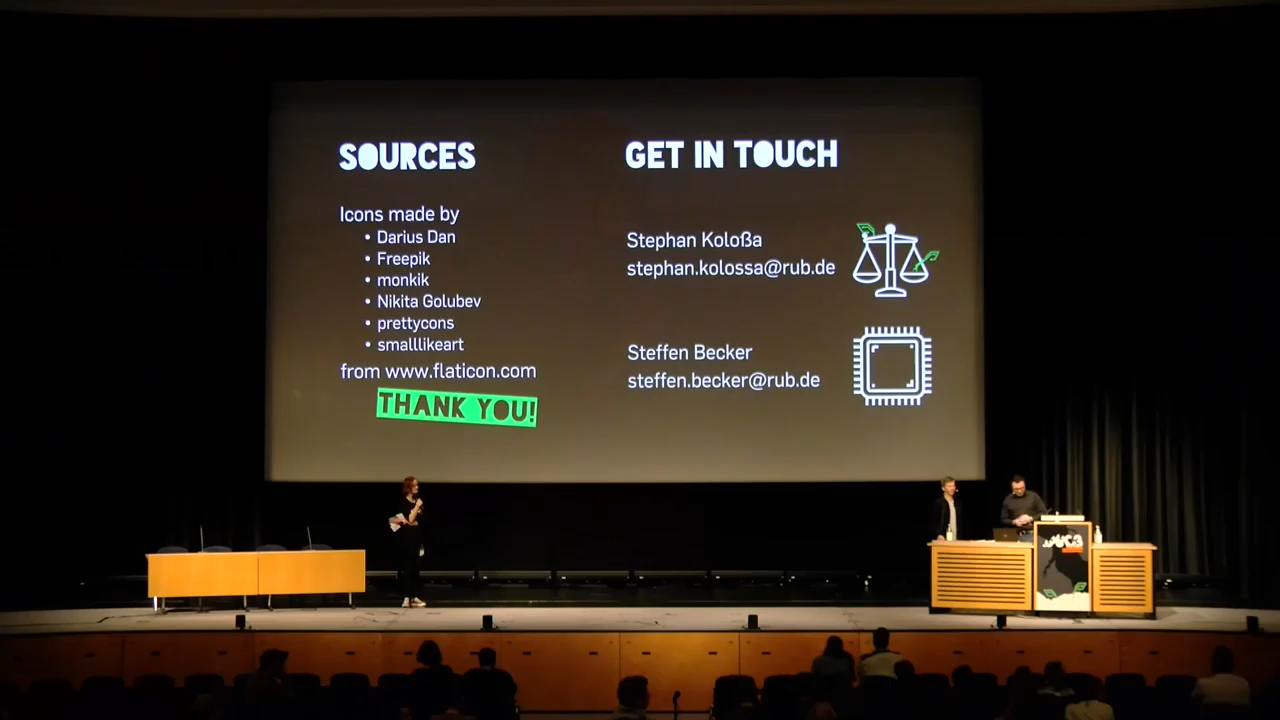 SOURCES
Icons made by
• Darius Dan
• Freepik
• monkik
• Nikita Golubev
• prettycons
• smalllikeart
from www.flaticon.com
THANK YOU!
GET IN TOUCH
Stephan Koloßa
stephan.kolossa@rub.de
Steffen Becker
steffen.becker@rub.de